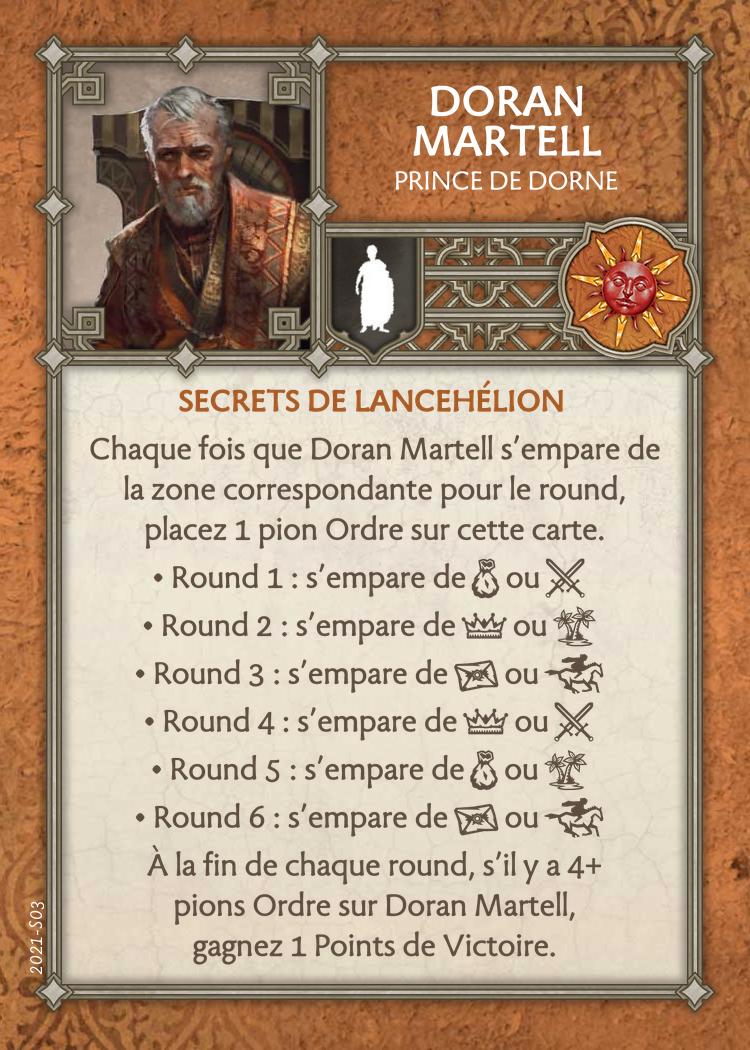 DORAN
MARTELL
PRINCE DE DORNE
SECRETS DE LANCEHÉLION
Chaque fois que Doran Martell s'empare de
la zone correspondante pour le round,
placez 1 pion Ordre sur cette carte.
• Round 1 : s'empare de ou
• Round 2 : s'empare de ou
• Round 3 : s'empare de ou
• Round 4 : s'empare de ou
• Round 5 : s'empare de ou
• Round 6 : s'empare de ou
À la fin de chaque round, s'il y a 4+
pions Ordre sur Doran Martell,
gagnez 1 Points de Victoire.
2021-S03